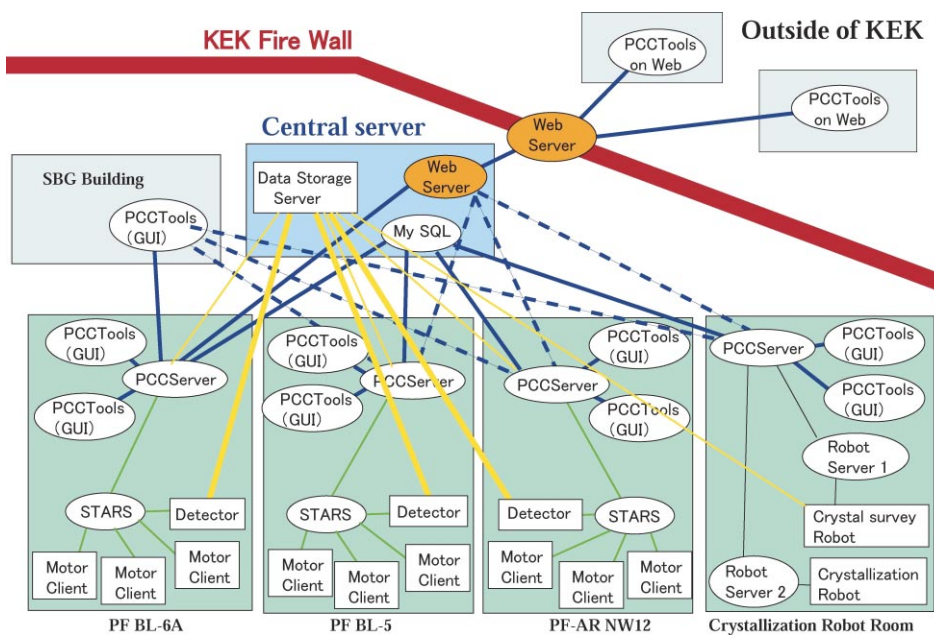 KEK Fire Wall
Outside of KEK
PCCTools
on Web
PCCTools
on Web
Web
Server
Central server
SBG Building
Data Storage
Server
Web
Server
PCCTools
(GUI)
My SQL
PCCTools
(GUI)
PCCServer
PCCTools
(GUI)
STARS
Detector
Motor
Client
Motor
Client
Motor
Client
PF BL-6A
PCCTools
(GUI)
PCCServer
PCCTools
(GUI)
STARS
Detector
Motor
Client
Motor
Client
Motor
Client
PF BL-5
PCCTools
(GUI)
PCCServer
PCCTools
(GUI)
Detector
STARS
Motor
Client
Motor
Client
Motor
Client
PF-AR NW12
PCCServer
PCCTools
(GUI)
PCCTools
(GUI)
Robot
Server 1
Crystal survey
Robot
Robot
Server 2
Crystallization
Robot
Crystallization Robot Room